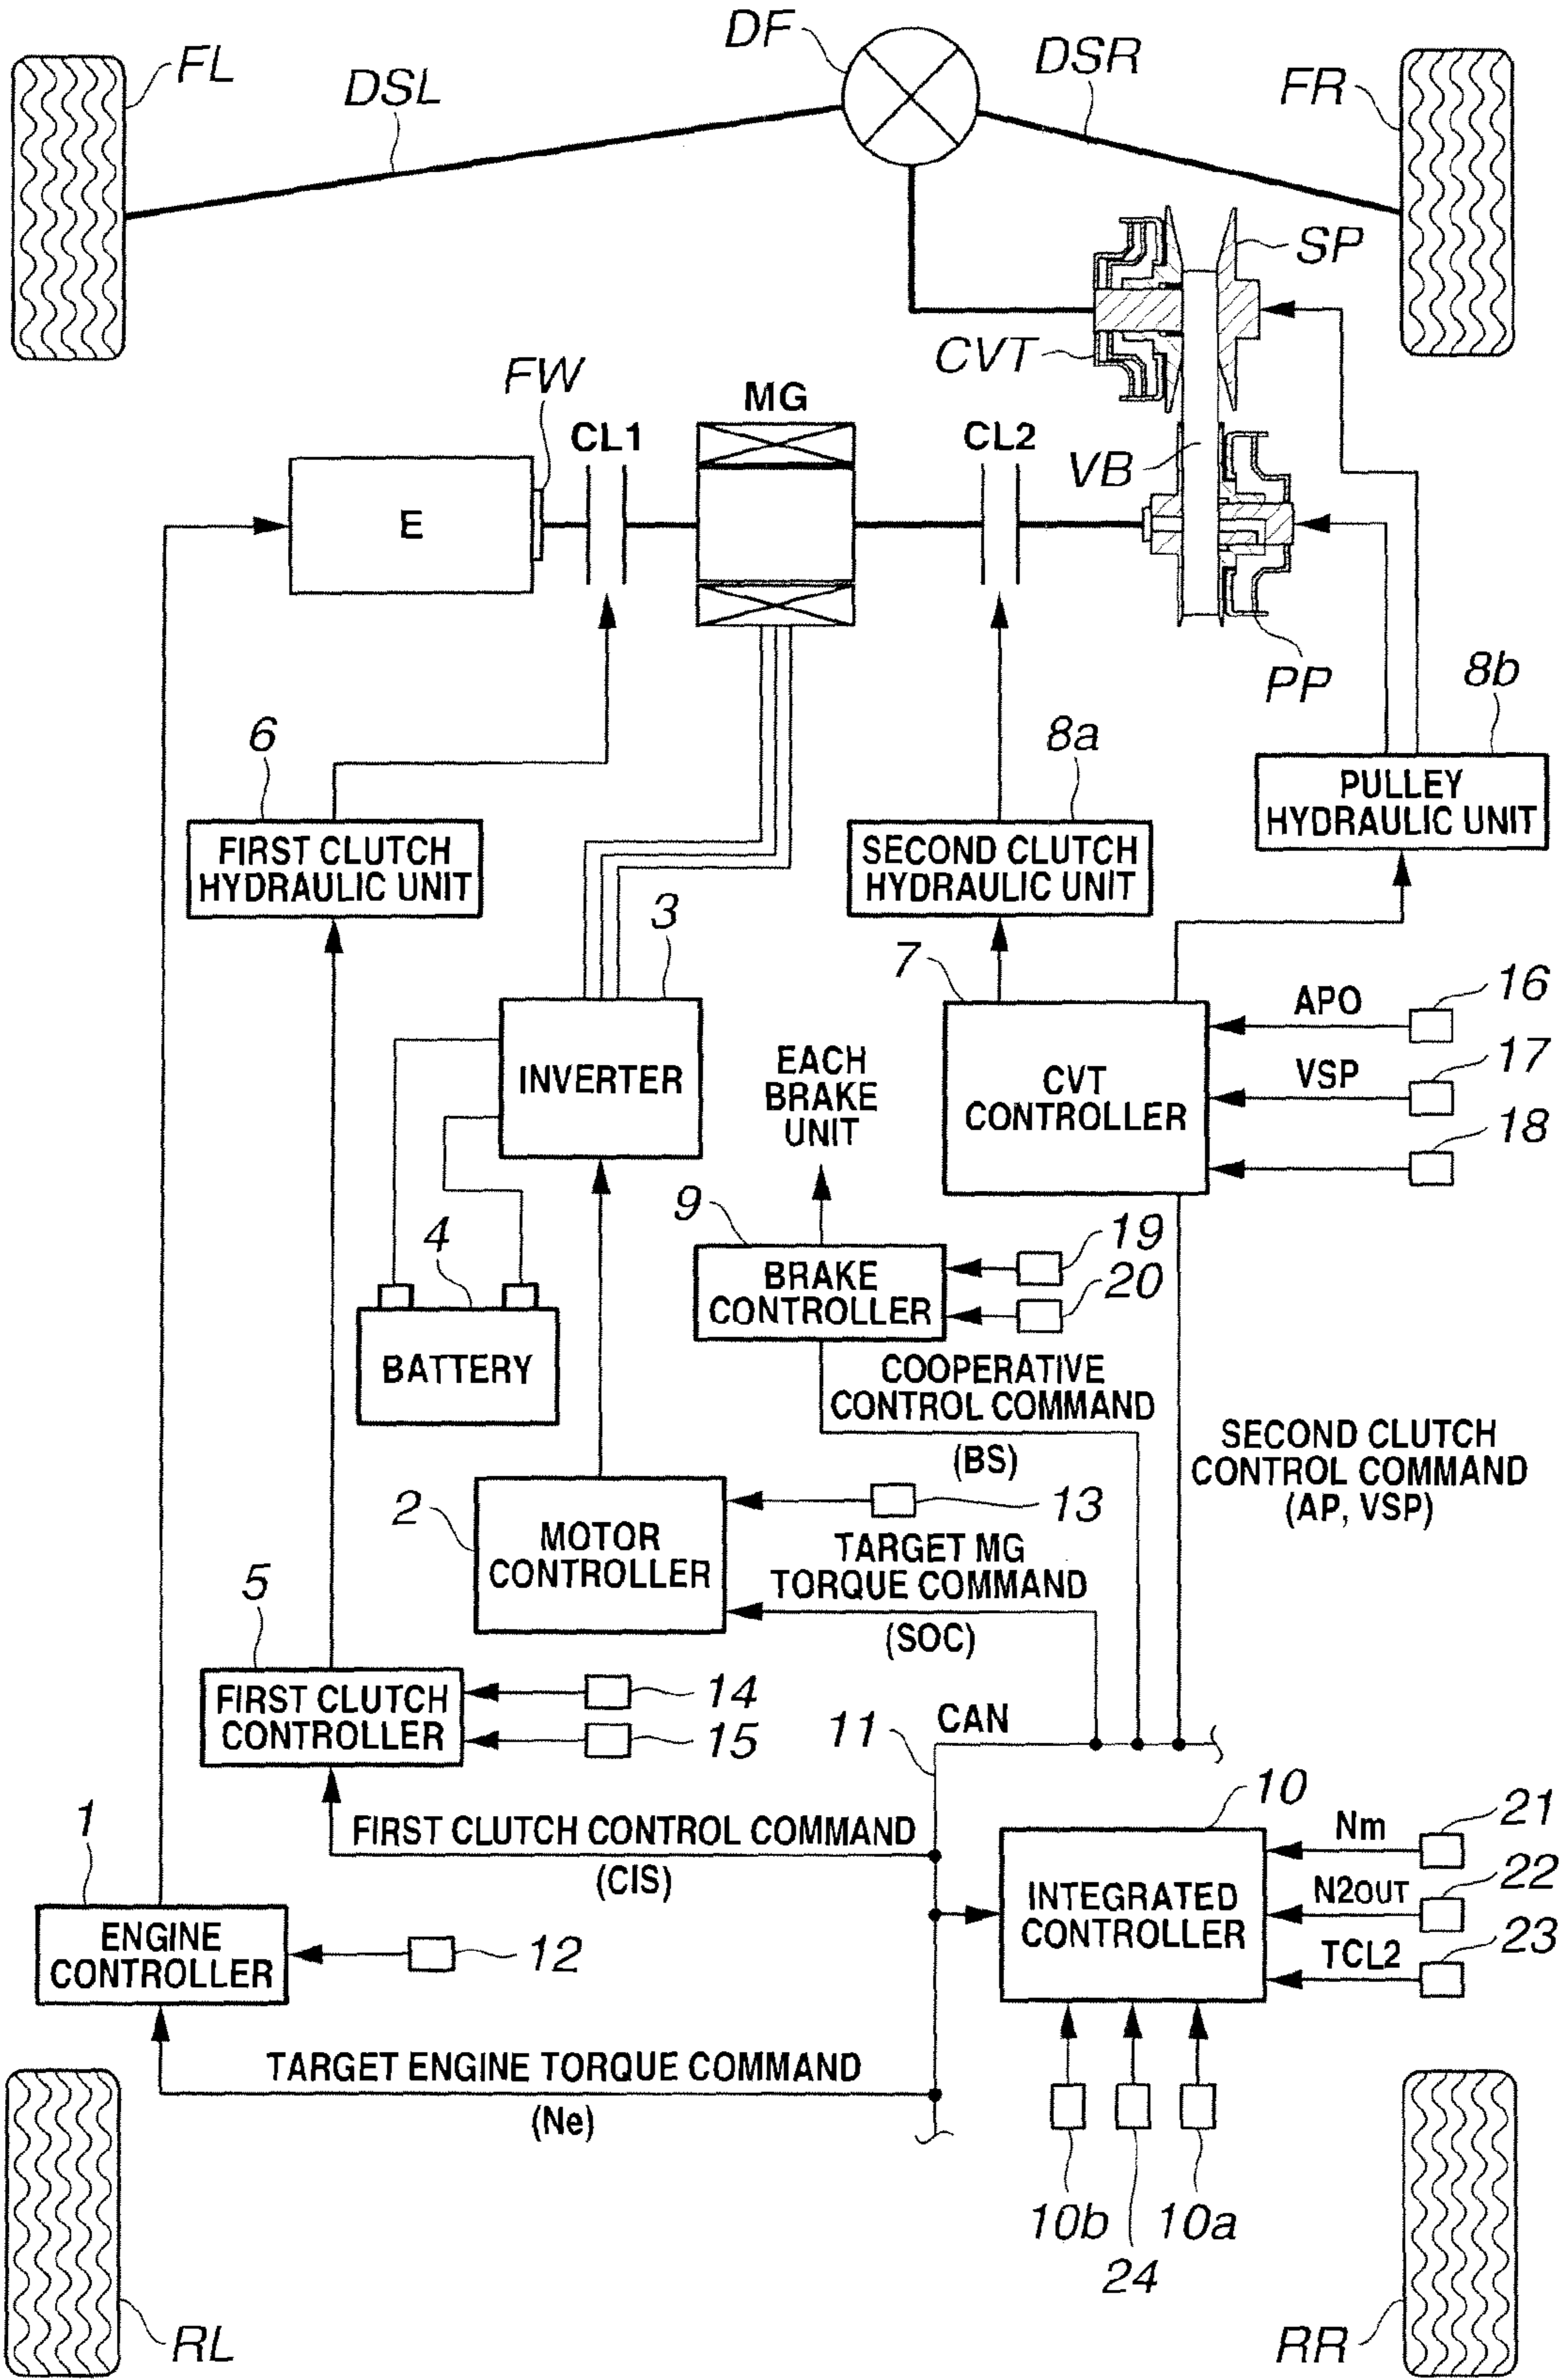 FL
DSL
DF
DSR
FR
SP
CVT
FW
MG
CL1
CL2
VB
E
PP
8b
6
8a
PULLEY
HYDRAULIC UNIT
FIRST CLUTCH
HYDRAULIC UNIT
SECOND CLUTCH
HYDRAULIC UNIT
3
7
APO
16
INVERTER
EACH
BRAKE
UNIT
CVT
CONTROLLER
VSP
17
18
4
9
19
BRAKE
CONTROLLER
20
BATTERY
COOPERATIVE
CONTROL COMMAND
(BS)
SECOND CLUTCH
CONTROL COMMAND
(AP, VSP)
2
13
MOTOR
CONTROLLER
TARGET MG
TORQUE COMMAND
(SOC)
5
FIRST CLUTCH
CONTROLLER
14
15
11
CAN
10
1
FIRST CLUTCH CONTROL COMMAND
(CIS)
Nm
21
INTEGRATED
CONTROLLER
N2OUT
22
ENGINE
CONTROLLER
12
TCL2
23
TARGET ENGINE TORQUE COMMAND
(Ne)
10b
24
10a
RL
RR